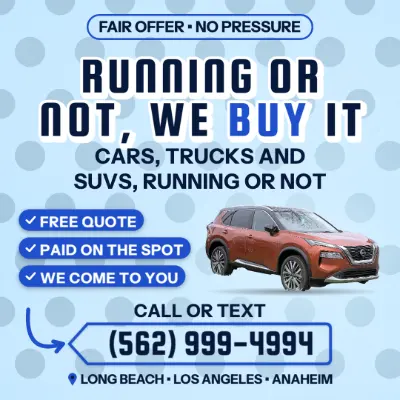 FAIR OFFER • NO PRESSURE
RUNNING OR
NOT, WE BUY IT
CARS, TRUCKS AND
SUVS, RUNNING OR NOT
FREE QUOTE
PAID ON THE SPOT
WE COME TO YOU
CALL OR TEXT
(562) 999-4994
LONG BEACH • LOS ANGELES • ANAHEIM